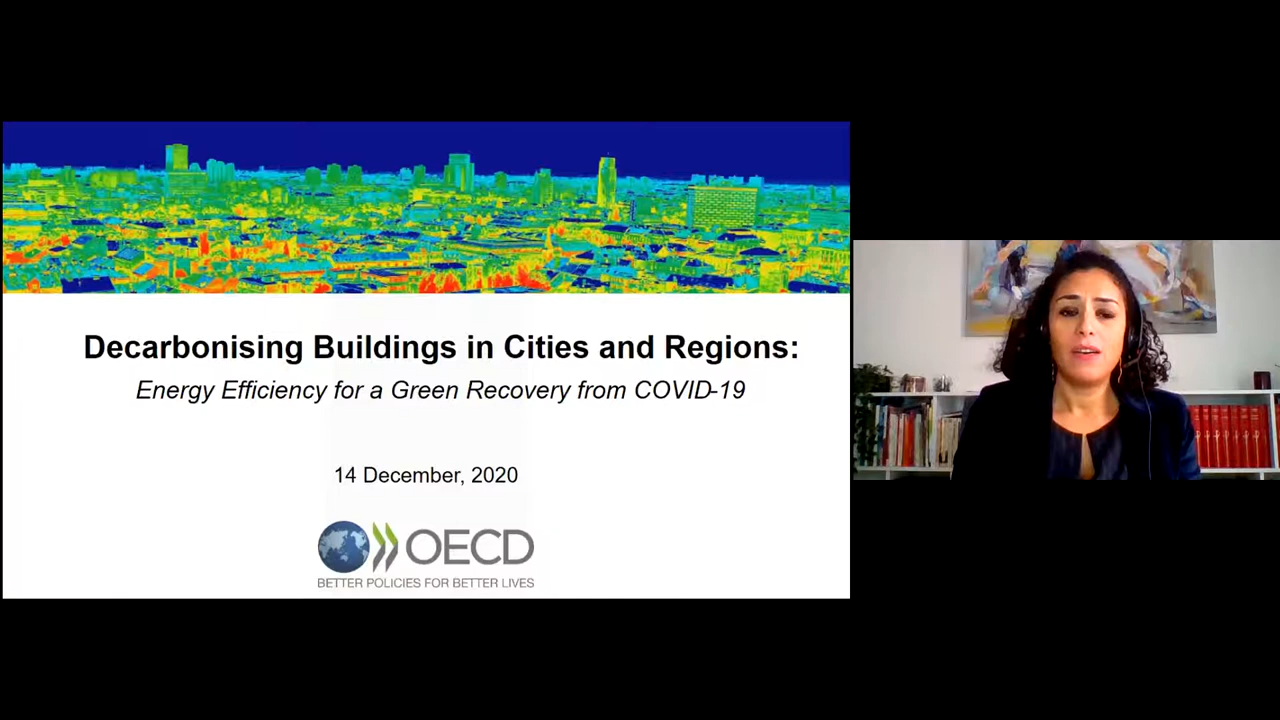 Decarbonising Buildings in Cities and Regions:
Energy Efficiency for a Green Recovery from COVID-19
14 December, 2020
OECD
BETTER POLICIES FOR BETTER LIVES